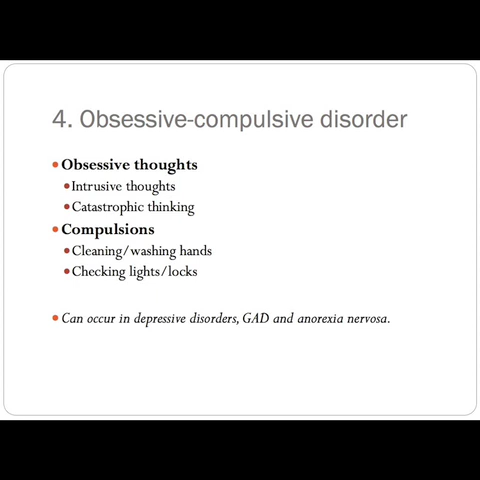 4. Obsessive-compulsive disorder
• Obsessive thoughts
• Intrusive thoughts
• Catastrophic thinking
• Compulsions
• Cleaning/washing hands
• Checking lights/locks
• Can occur in depressive disorders, GAD and anorexia nervosa.